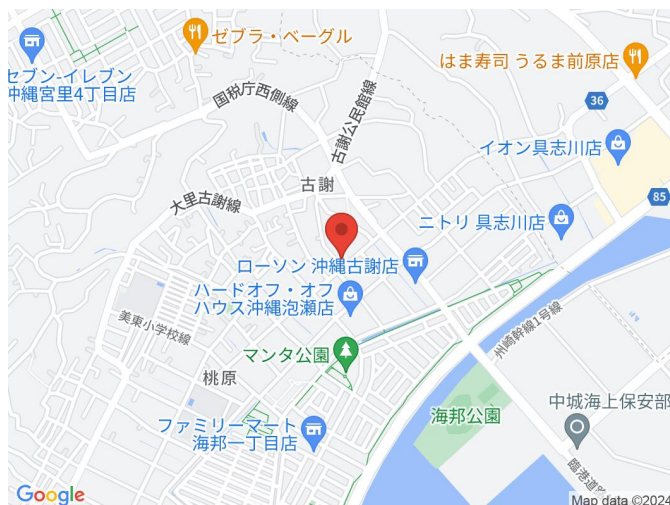 ゼブラ・ベーグル
セブン-イレブン
沖縄宮里4丁目店
はま寿司 うるま前原店
36
国税庁西側線
古謝公民館線
イオン具志川店
古謝
大里古謝線
85
ニトリ 具志川店
ローソン 沖縄古謝店
ハードオフ・オフ
ハウス沖縄泡瀬店
美東小学校線
州崎幹線1号線
マンタ公園
桃原
海邦公園
中城海上保安部
ファミリーマート
海邦一丁目店
臨港道路
Google
Map data ©2024